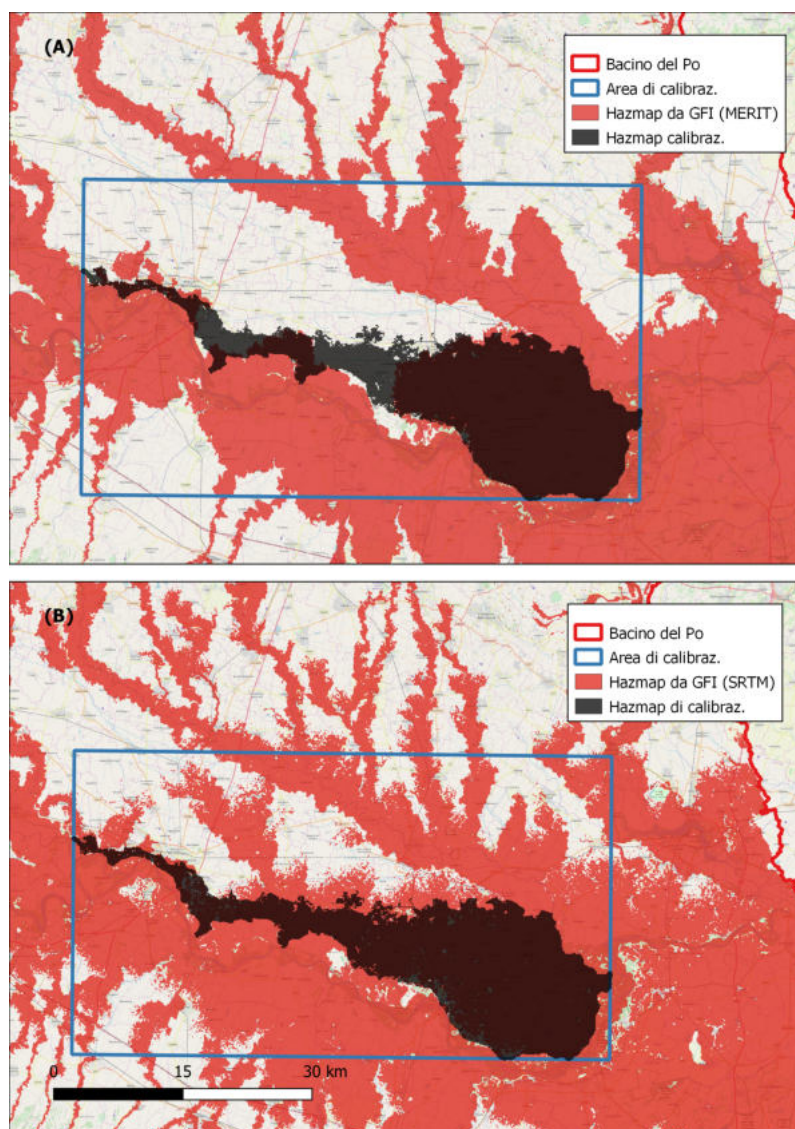 (A)
Bacino del Po
Area di calibraz.
Hazmap da GFI (MERIT)
Hazmap calibraz.
(B)
Bacino del Po
Area di calibraz.
Hazmap da GFI (SRTM)
Hazmap di calibraz.
0 15 30 km